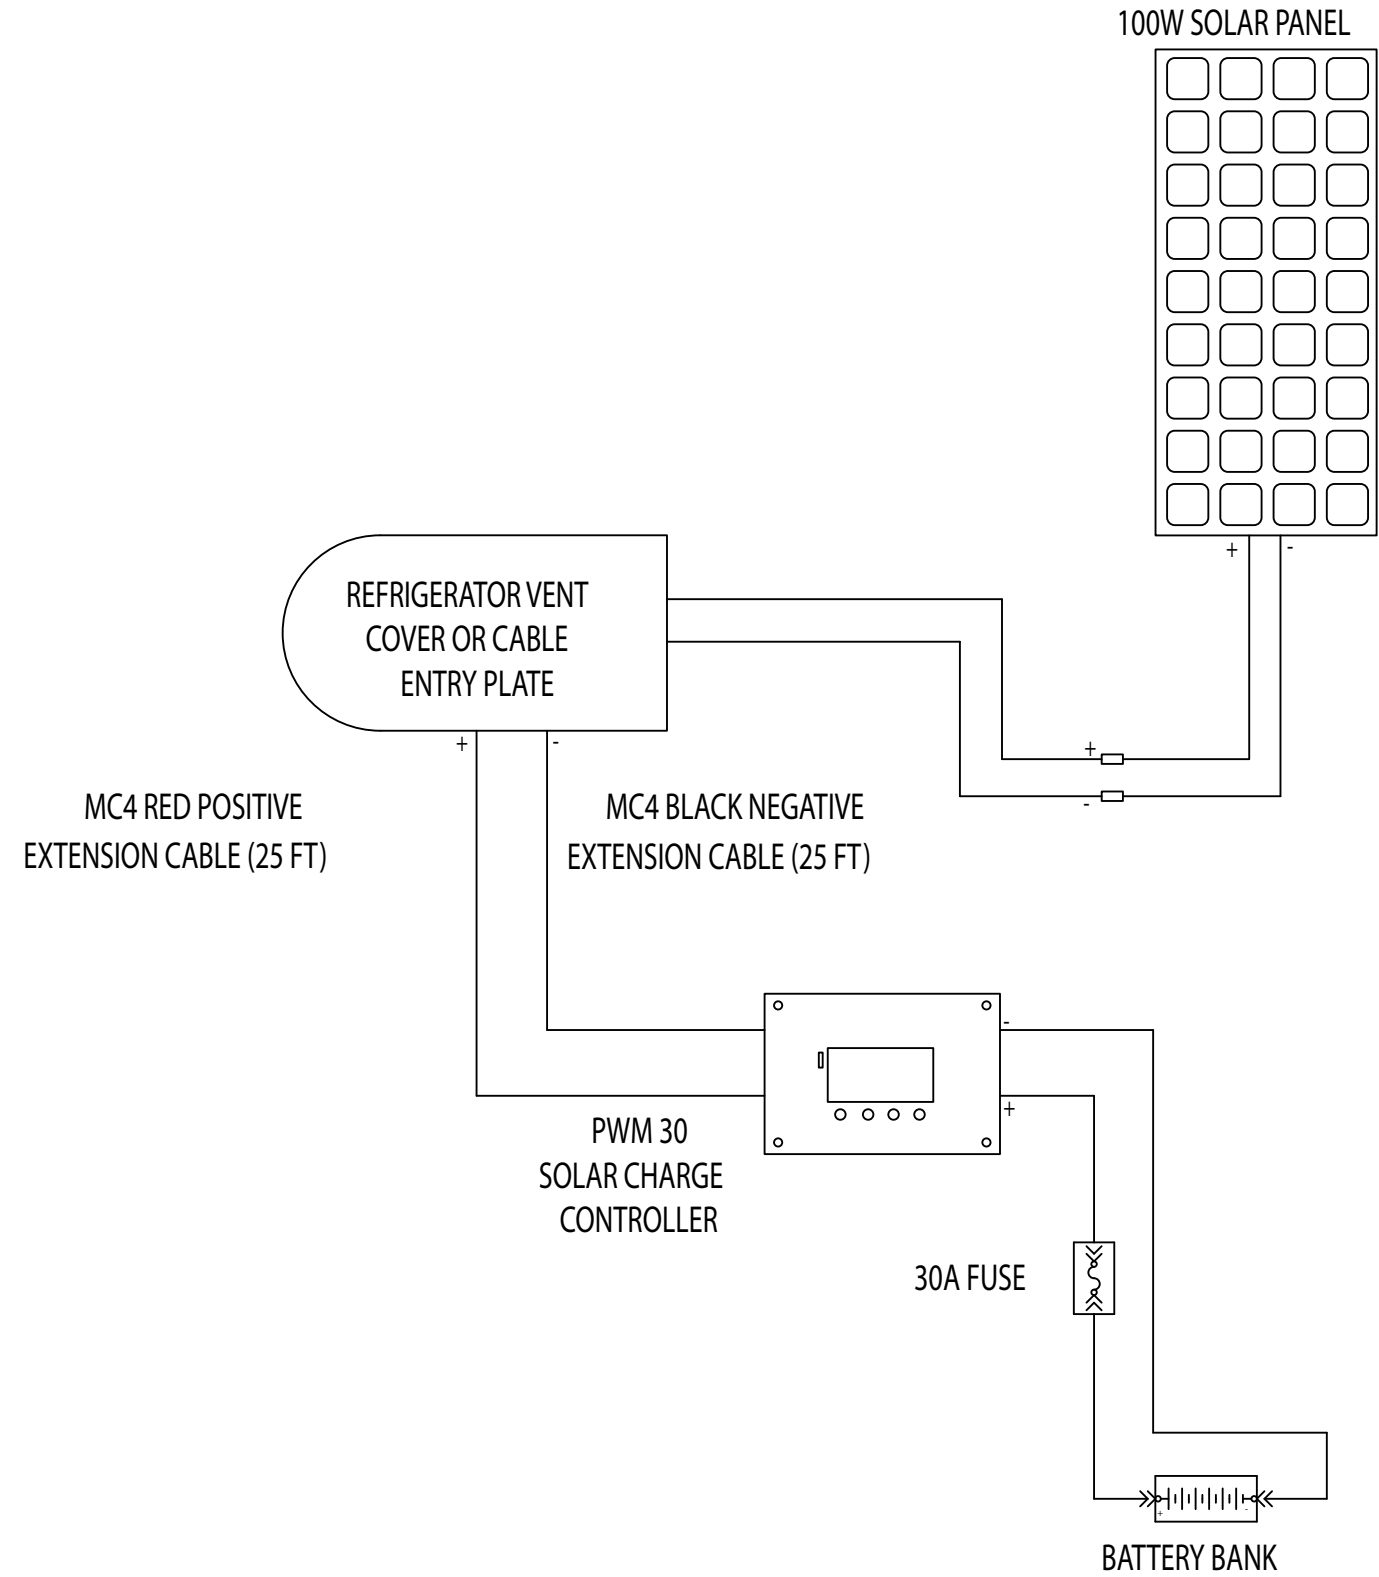 100W SOLAR PANEL
+ -
REFRIGERATOR VENT
COVER OR CABLE
ENTRY PLATE
+ -
+
-
MC4 RED POSITIVE
EXTENSION CABLE (25 FT)
MC4 BLACK NEGATIVE
EXTENSION CABLE (25 FT)
-
+
PWM 30
SOLAR CHARGE
CONTROLLER
30A FUSE
+ -
BATTERY BANK